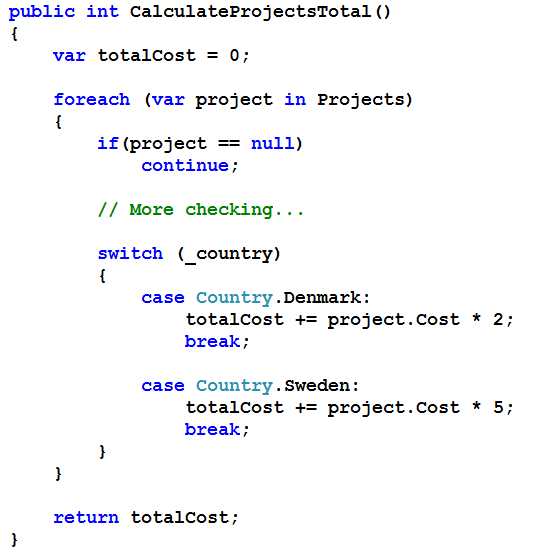 public int CalculateProjectsTotal()
{
    var totalCost = 0;

    foreach (var project in Projects)
    {
        if(project == null)
            continue;

        // More checking...

        switch (_country)
        {
            case Country.Denmark:
                totalCost += project.Cost * 2;
                break;

            case Country.Sweden:
                totalCost += project.Cost * 5;
                break;
        }
    }

    return totalCost;
}